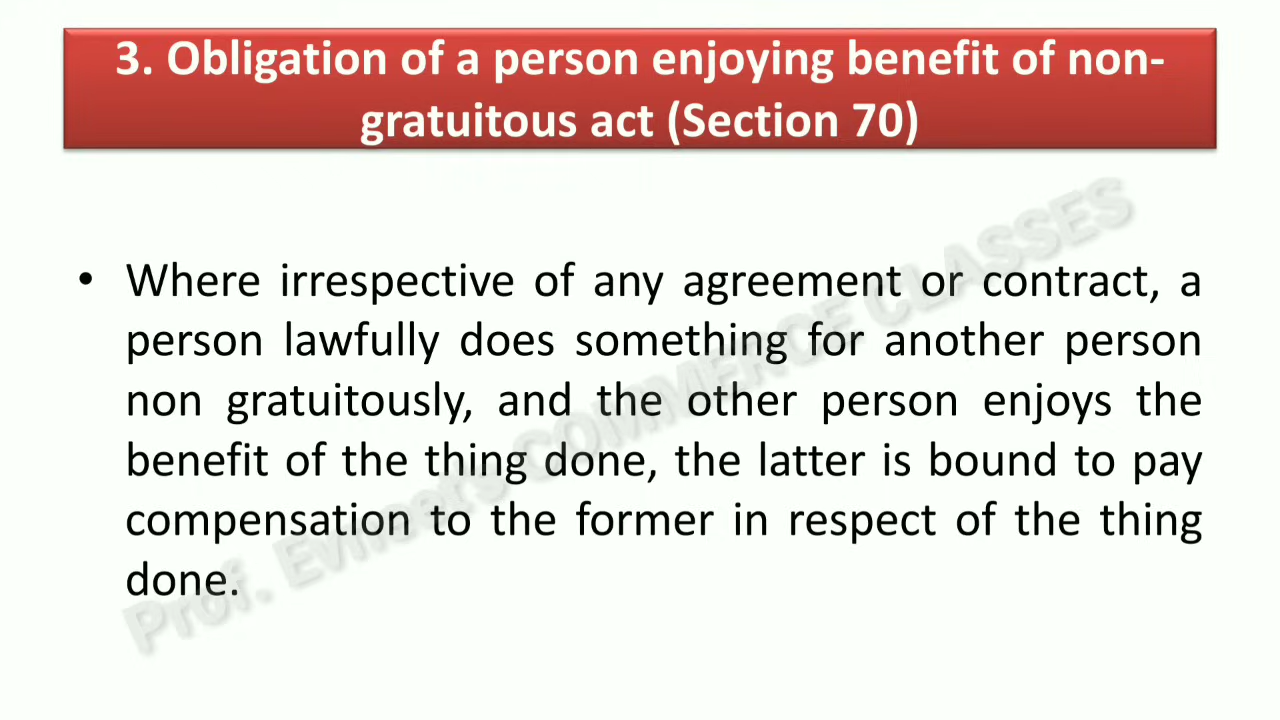 3. Obligation of a person enjoying benefit of non-
gratuitous act (Section 70)
• Where irrespective of any agreement or contract, a
person lawfully does something for another person
non gratuitously, and the other person enjoys the
benefit of the thing done, the latter is bound to pay
compensation to the former in respect of the thing
done.
Prof. Evners COMMERCE CLASSES